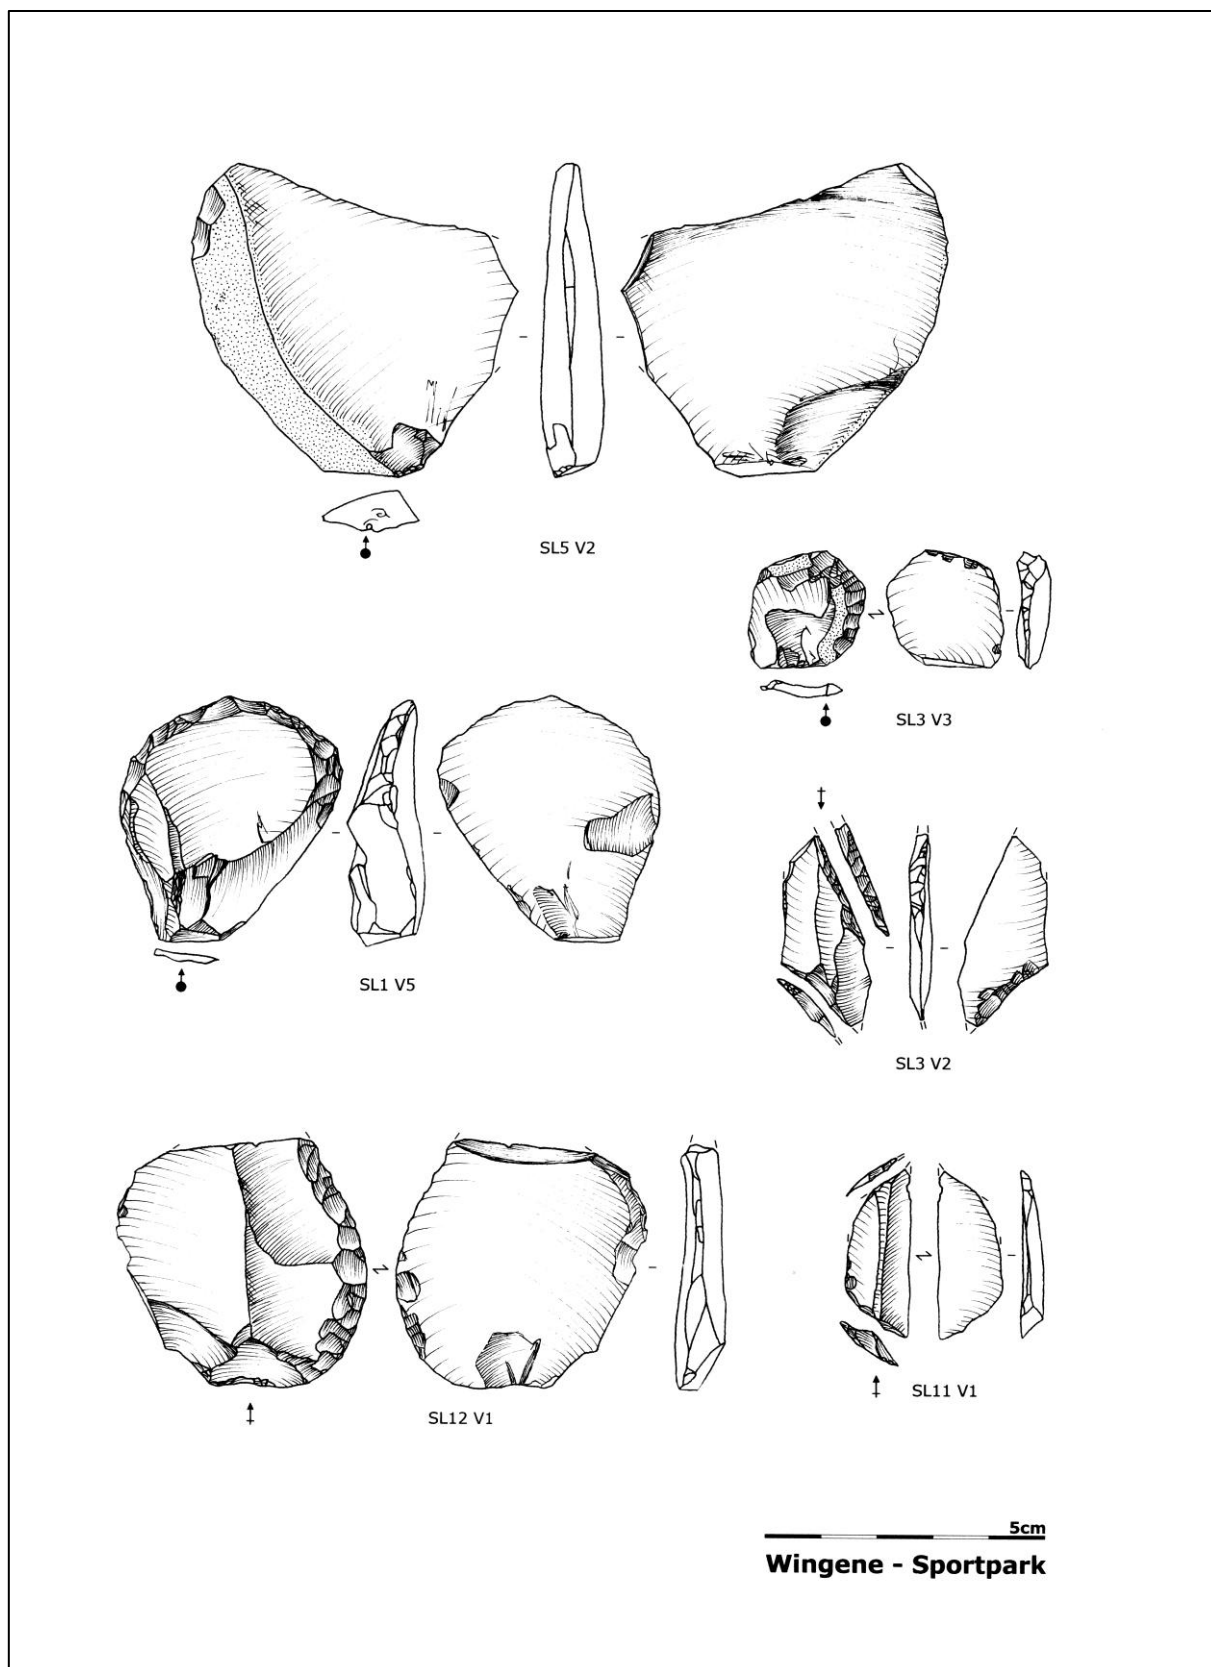 SL5 V2
SL3 V3
SL1 V5
SL3 V2
SL12 V1
SL11 V1
5cm
Wingene - Sportpark